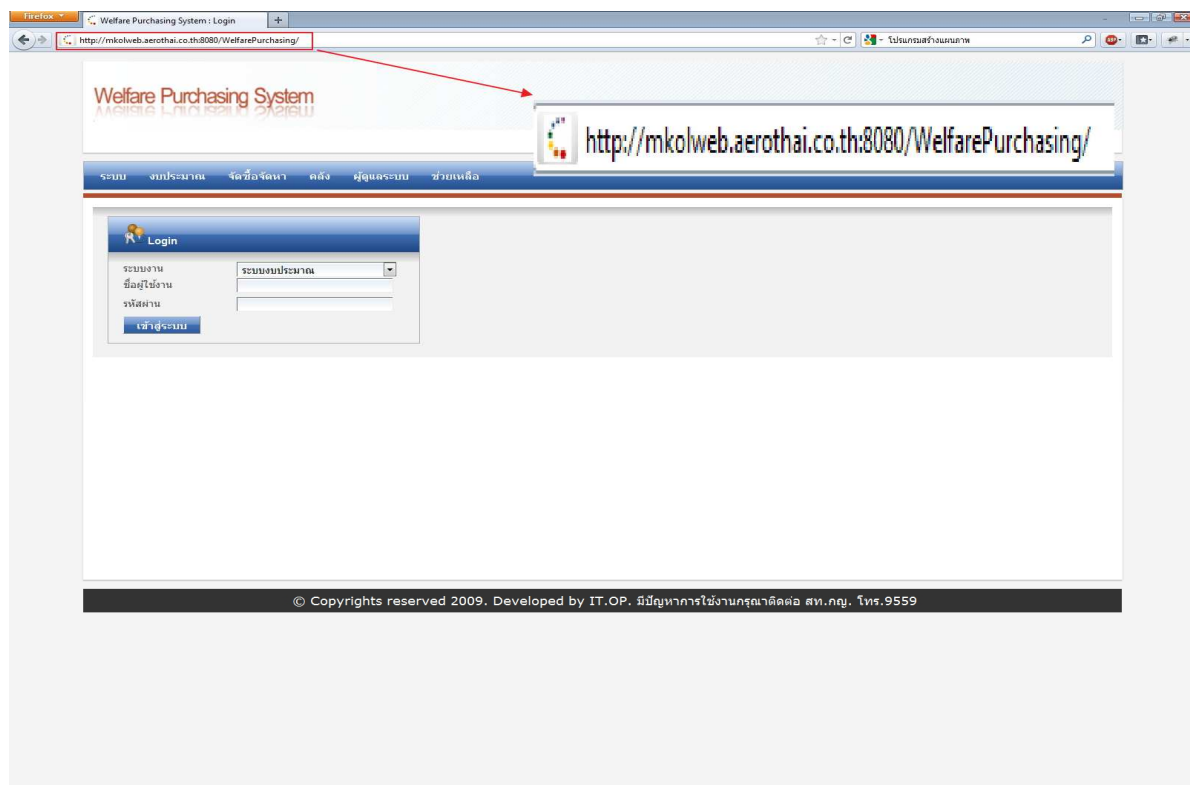 Firefox
Welfare Purchasing System : Login
http://mkolweb.aerothai.co.th:8080/WelfarePurchasing/
โปรแกรมสร้างแผนภาพ
Welfare Purchasing System
http://mkolweb.aerothai.co.th:8080/WelfarePurchasing/
ระบบ งบประมาณ จัดซื้อจัดหา คลัง ผู้ดูแลระบบ ช่วยเหลือ
Login
ระบบงาน ระบบงบประมาณ
ชื่อผู้ใช้งาน
รหัสผ่าน
เข้าสู่ระบบ
© Copyrights reserved 2009. Developed by IT.OP. มีปัญหาการใช้งานกรุณาติดต่อ สท.กญ. โทร.9559